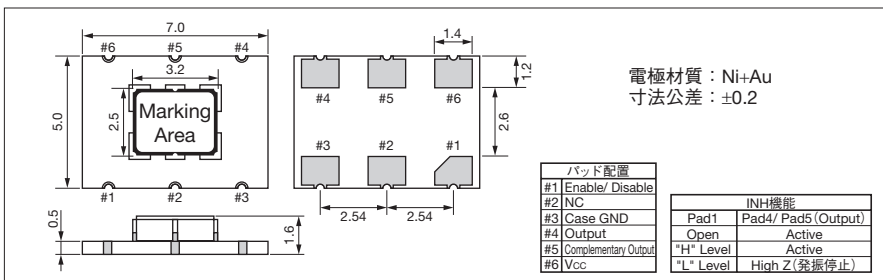 7.0
#6 #5 #4
3.2
5.0
2.5
Marking
Area
#1 #2 #3
0.5
1.6
1.4
1.2
#4 #5 #6
2.6
#3 #2 #1
2.54 2.54
電極材質：Ni+Au
寸法公差：±0.2
パッド配置
#1 Enable/ Disable
#2 NC
#3 Case GND
#4 Output
#5 Complementary Output
#6 Vcc
INH機能
Pad1 Pad4/ Pad5（Output）
Open Active
"H" Level Active
"L" Level High Z（発振停止）